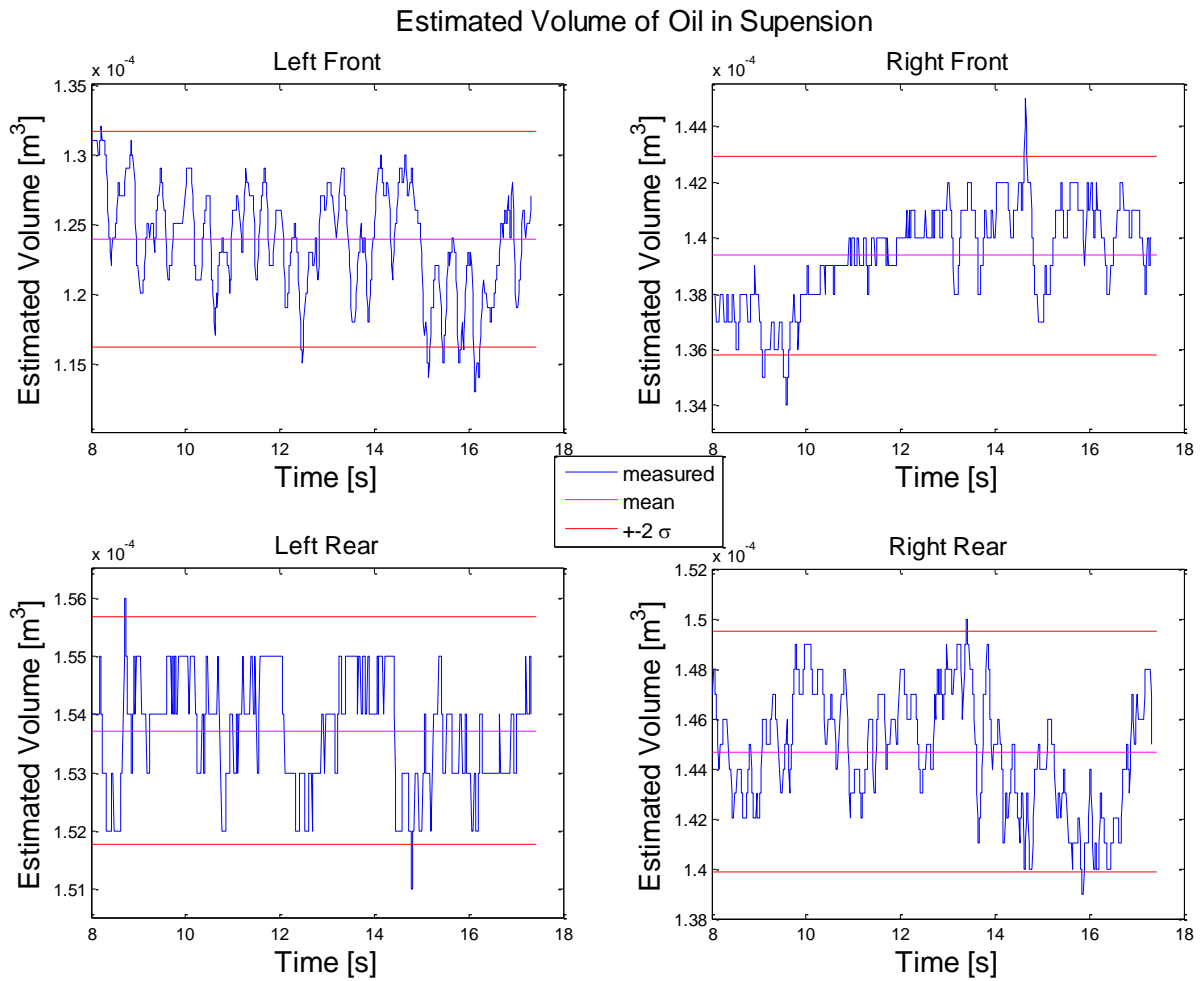 Estimated Volume of Oil in Supension
Left Front
x 10⁻⁴
1.35
1.3
1.25
1.2
1.15
Estimated Volume [m³]
8 10 12 14 16 18
Time [s]
Right Front
x 10⁻⁴
1.44
1.42
1.4
1.38
1.36
1.34
Estimated Volume [m³]
8 10 12 14 16 18
Time [s]
measured
mean
+-2 σ
Left Rear
x 10⁻⁴
1.56
1.55
1.54
1.53
1.52
1.51
Estimated Volume [m³]
8 10 12 14 16 18
Time [s]
Right Rear
x 10⁻⁴
1.52
1.5
1.48
1.46
1.44
1.42
1.4
1.38
Estimated Volume [m³]
8 10 12 14 16 18
Time [s]